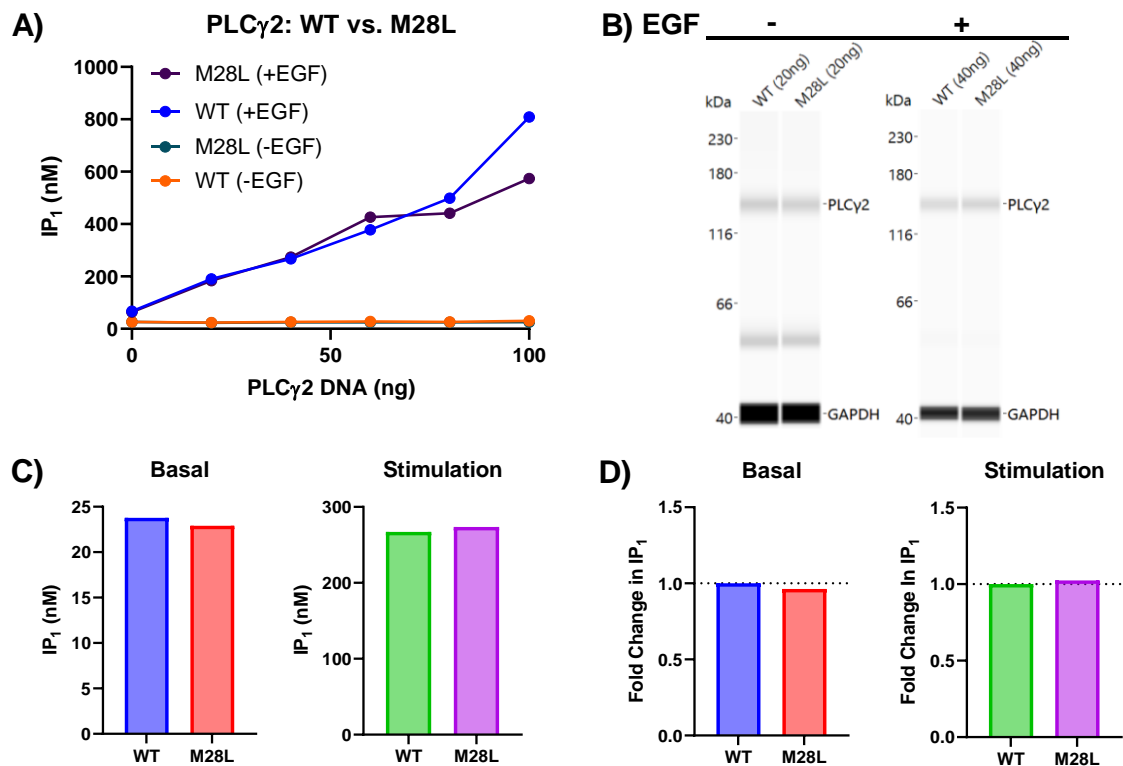 A)
PLCγ2: WT vs. M28L
1000
800
600
400
200
0
IP1 (nM)
M28L (+EGF)
WT (+EGF)
M28L (-EGF)
WT (-EGF)
0
50
100
PLCγ2 DNA (ng)
B) EGF - +
kDa
WT (20ng)
M28L (20ng)
230-
180-
116-
66-
40-
-PLCγ2
-GAPDH
kDa
WT (40ng)
M28L (40ng)
230-
180-
116-
66-
40-
-PLCγ2
-GAPDH
C)
Basal
25
20
15
10
5
0
IP1 (nM)
WT M28L
Stimulation
300
200
100
0
IP1 (nM)
WT M28L
D)
Basal
1.5
1.0
0.5
0.0
Fold Change in IP1
WT M28L
Stimulation
1.5
1.0
0.5
0.0
Fold Change in IP1
WT M28L